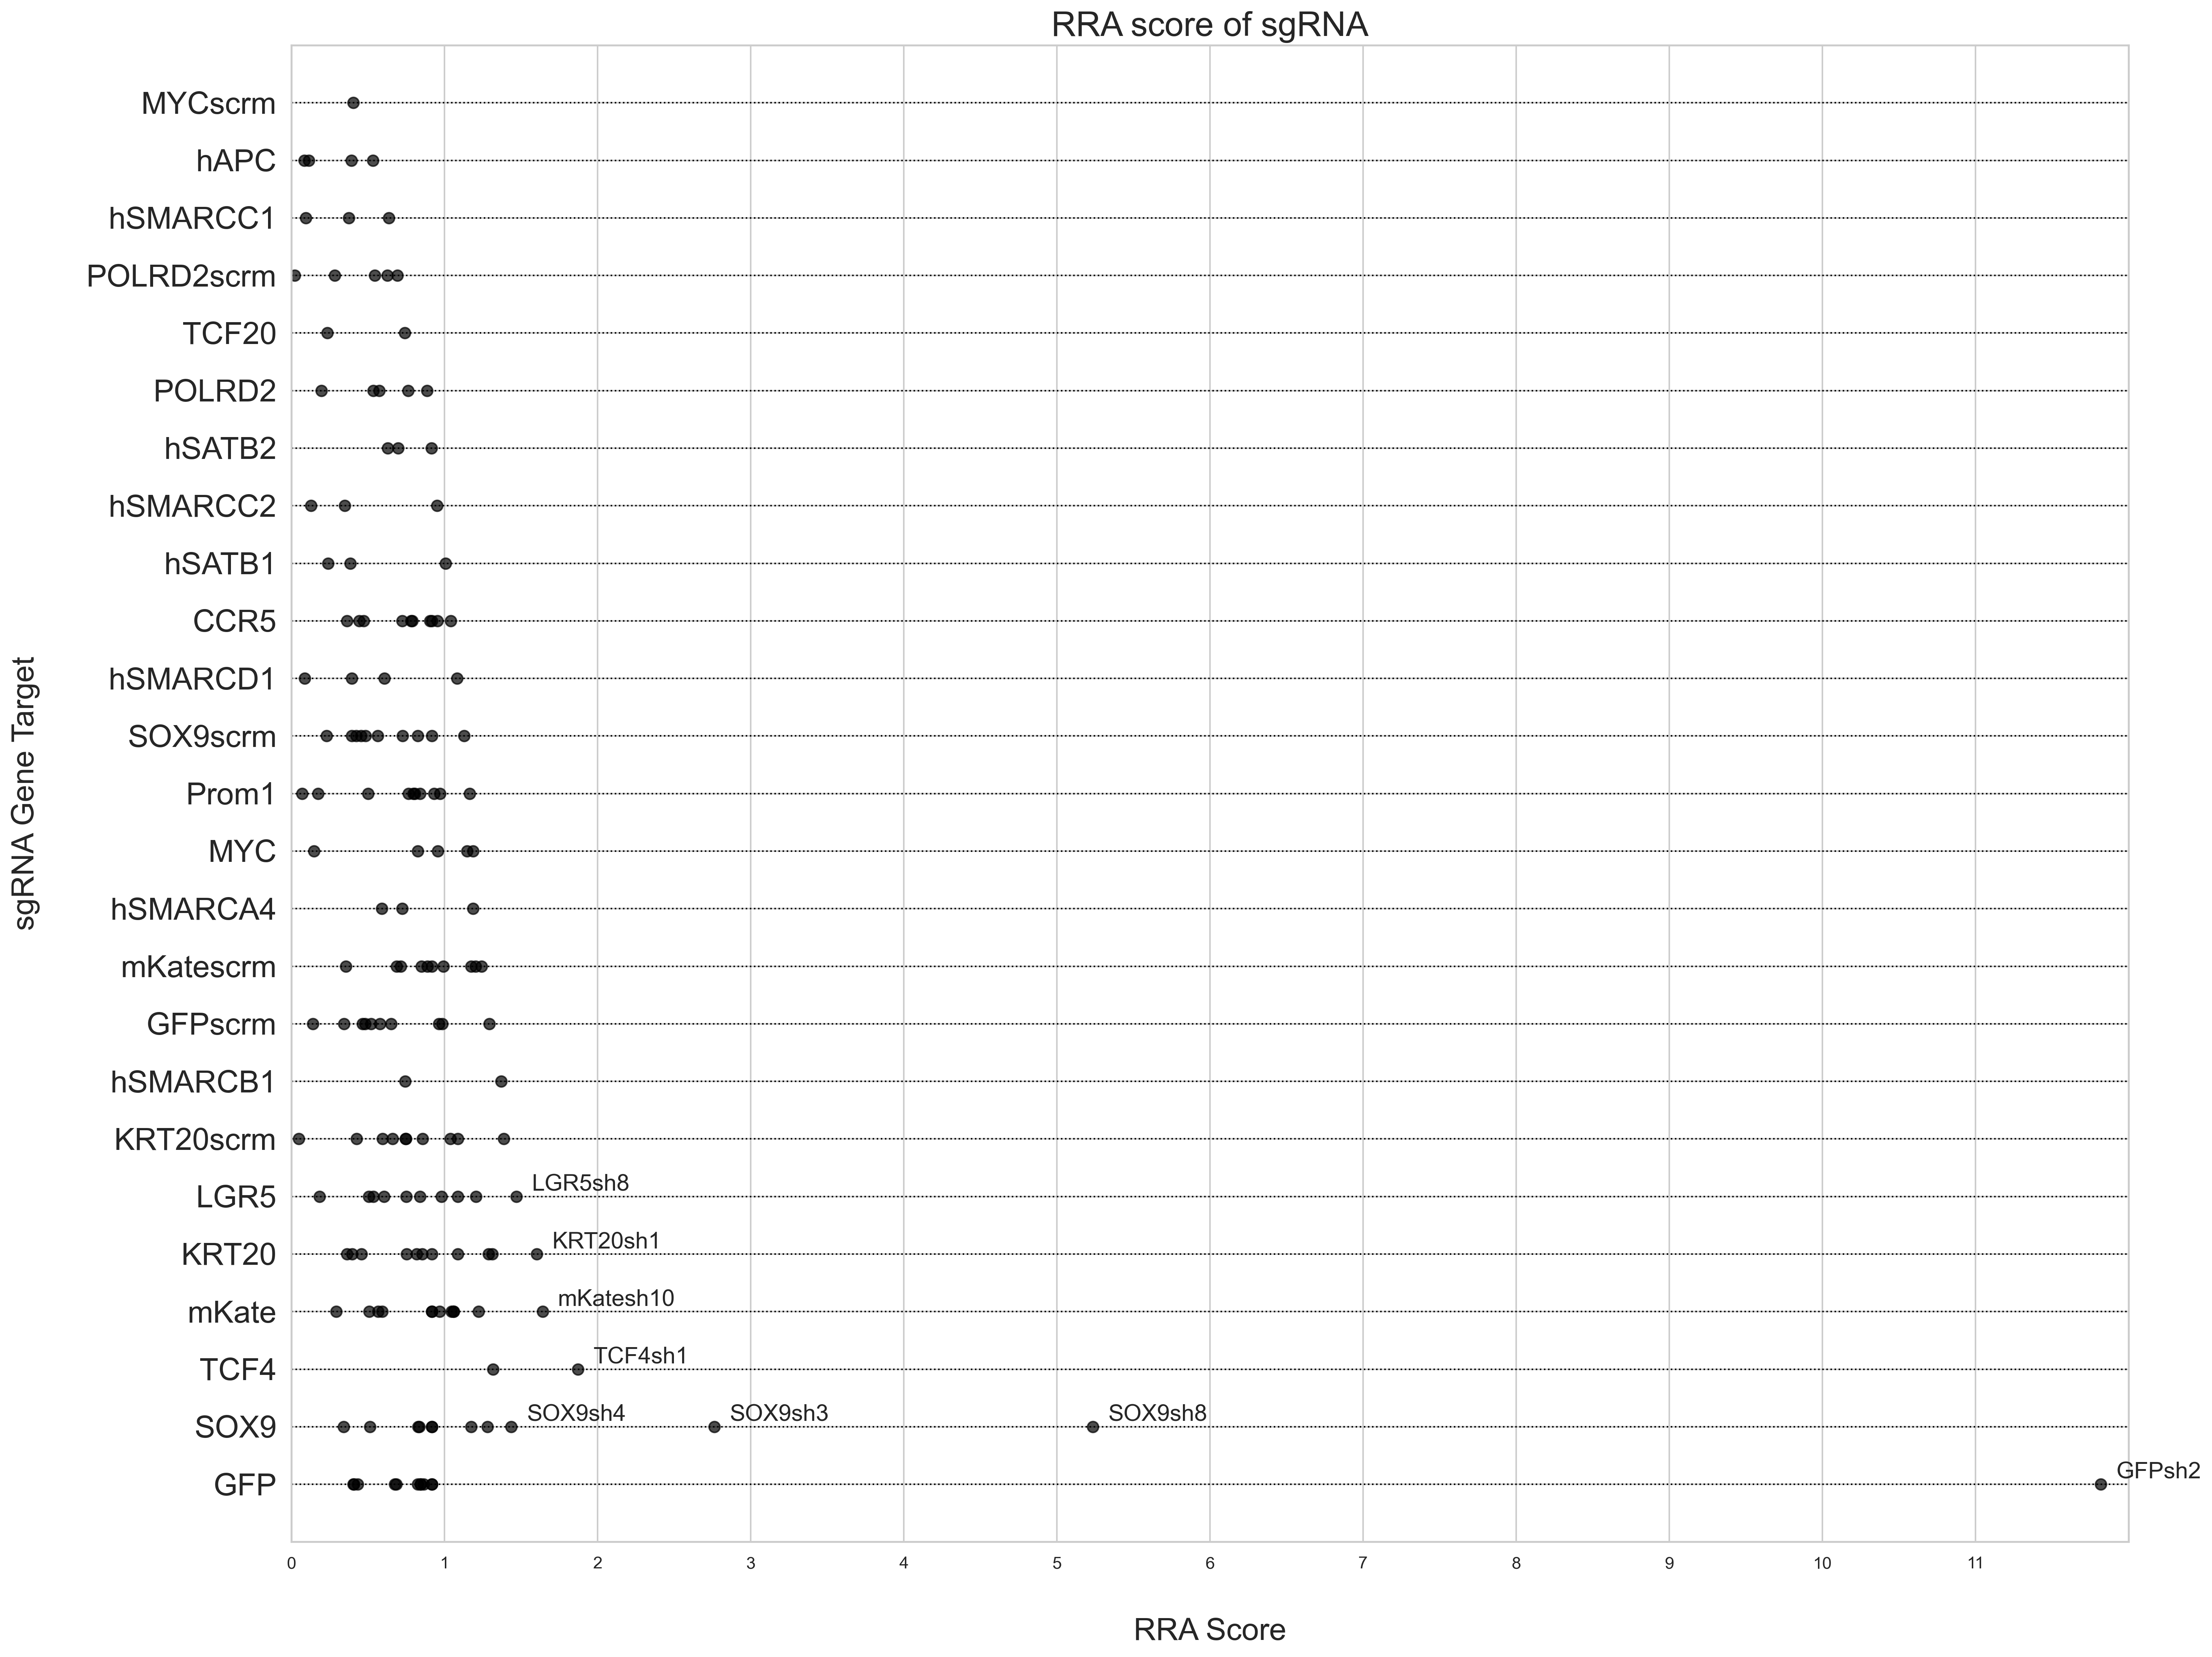 RRA score of sgRNA
sgRNA Gene Target
MYCscrm
hAPC
hSMARCC1
POLRD2scrm
TCF20
POLRD2
hSATB2
hSMARCC2
hSATB1
CCR5
hSMARCD1
SOX9scrm
Prom1
MYC
hSMARCA4
mKatescrm
GFPscrm
hSMARCB1
KRT20scrm
LGR5
LGR5sh8
KRT20
KRT20sh1
mKate
mKatesh10
TCF4
TCF4sh1
SOX9
SOX9sh4 SOX9sh3 SOX9sh8
GFP
GFPsh2
0 1 2 3 4 5 6 7 8 9 10 11
RRA Score